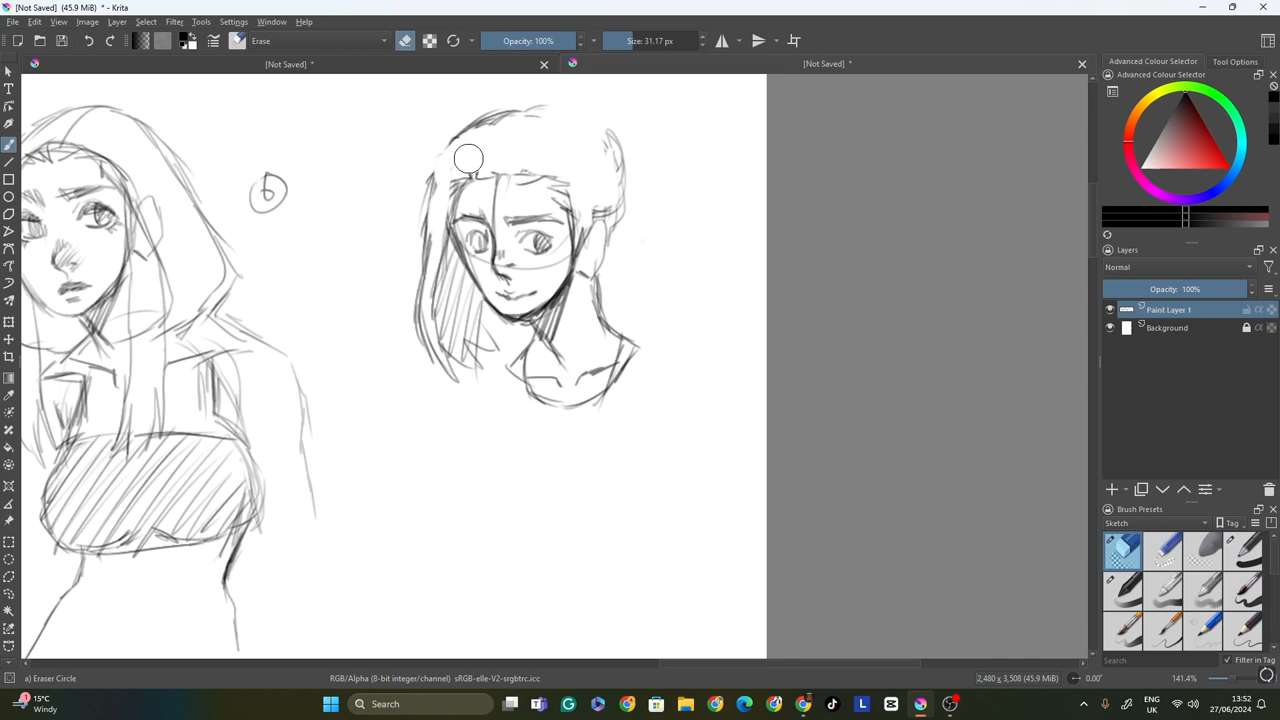 [Not Saved] (45.9 MiB) * - Krita
File Edit View Image Layer Select Filter Tools Settings Window Help
Erase Opacity: 100% Size: 31.17 px
[Not Saved] * [Not Saved] *
Advanced Colour Selector Tool Options
Advanced Colour Selector
6
Layers
Normal
Opacity: 100%
Paint Layer 1
Background
Brush Presets
Sketch Tag
Search Filter in Tag
a) Eraser Circle RGB/Alpha (8-bit integer/channel) sRGB-elle-V2-srgbtrc.icc 2,480 x 3,508 (45.9 MiB) 0.00° 141.4%
1 15°C Windy Search ENG UK 13:52 27/06/2024